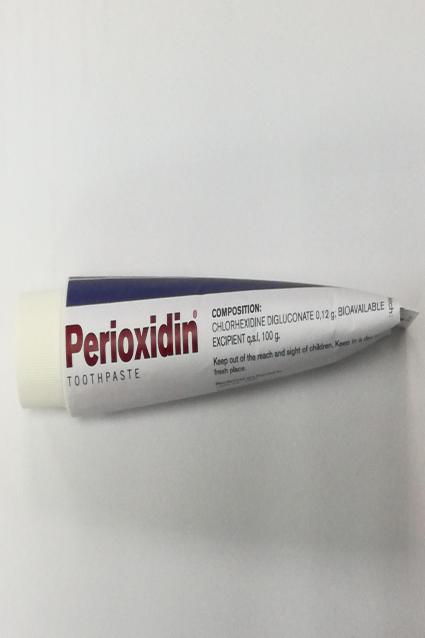 Perioxidin®
TOOTHPASTE
COMPOSITION:
CHLORHEXIDINE DIGLUCONATE 0,12 g. BIOAVAILABLE
EXCIPIENT q.s.f. 100 g.
Keep out of the reach and sight of children. Keep in a dry
fresh place.